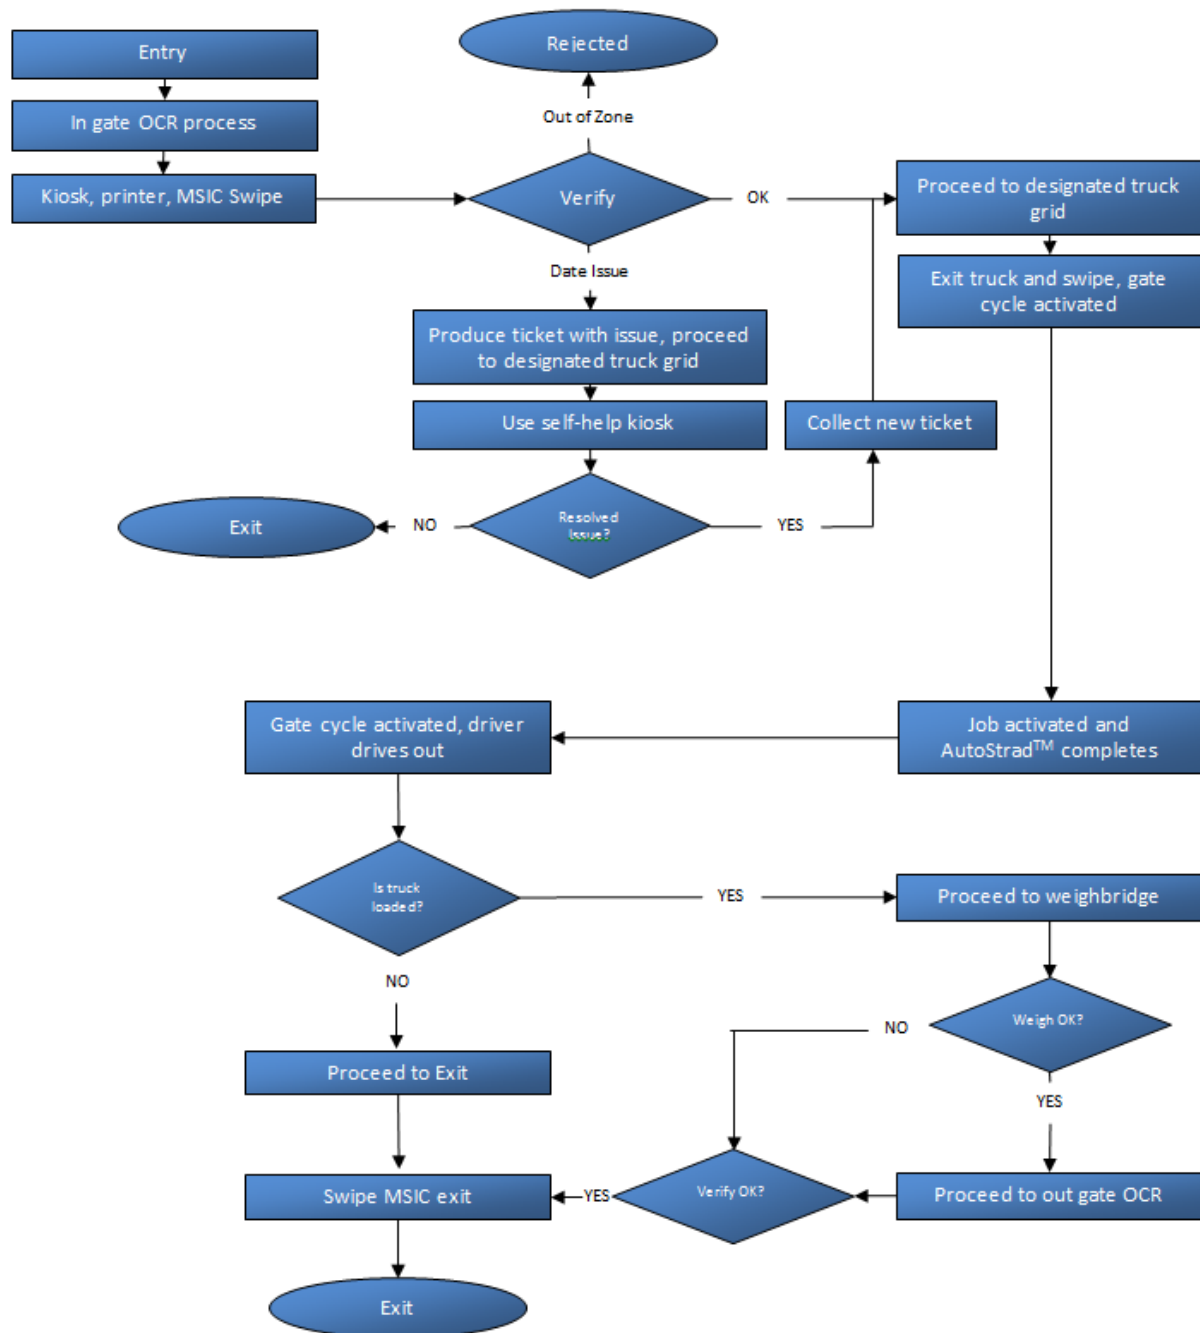 Entry
Rejected
In gate OCR process
Out of Zone
Kiosk, printer, MSIC Swipe
Verify
OK
Proceed to designated truck
grid
Date Issue
Exit truck and swipe, gate
cycle activated
Produce ticket with issue, proceed
to designated truck grid
Use self-help kiosk
Collect new ticket
Exit
NO
Resolved
Issue?
YES
Gate cycle activated, driver
drives out
Job activated and
AutoStrad™ completes
Is truck
loaded?
YES
Proceed to weighbridge
NO
Weigh OK?
NO
Proceed to Exit
YES
Swipe MSIC exit
YES
Verify OK?
Proceed to out gate OCR
Exit